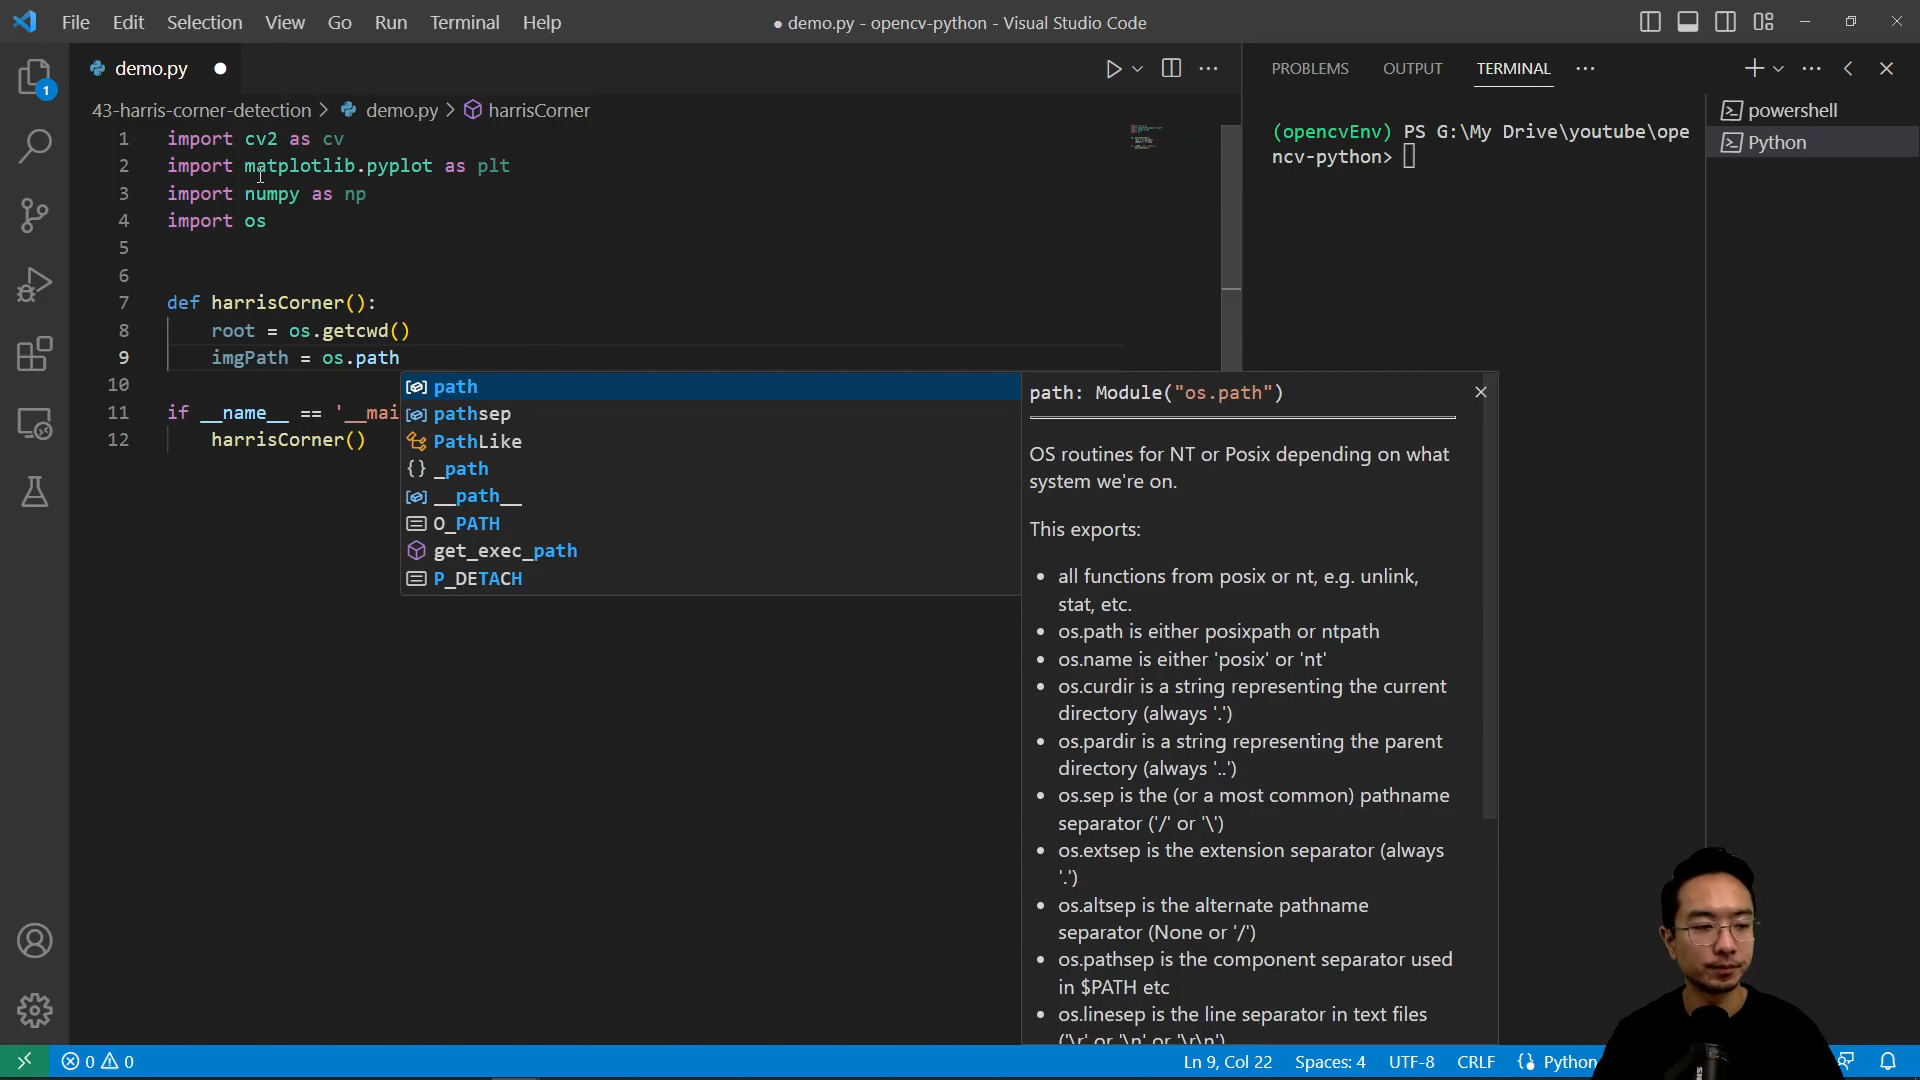 File Edit Selection View Go Run Terminal Help
● demo.py - opencv-python - Visual Studio Code
demo.py
PROBLEMS OUTPUT TERMINAL
1
43-harris-corner-detection > demo.py > harrisCorner
powershell
Python
1 import cv2 as cv
2 import matplotlib.pyplot as plt
3 import numpy as np
4 import os
5
6
7 def harrisCorner():
8 root = os.getcwd()
9 imgPath = os.path
10
11 if __name__ == '__mai
12 harrisCorner()
(opencvEnv) PS G:\My Drive\youtube\ope
ncv-python>
path
pathsep
PathLike
_path
__path__
O_PATH
get_exec_path
P_DETACH
path: Module("os.path")
OS routines for NT or Posix depending on what
system we're on.
This exports:
• all functions from posix or nt, e.g. unlink,
stat, etc.
• os.path is either posixpath or ntpath
• os.name is either 'posix' or 'nt'
• os.curdir is a string representing the current
directory (always '.')
• os.pardir is a string representing the parent
directory (always '..')
• os.sep is the (or a most common) pathname
separator ('/' or '\')
• os.extsep is the extension separator (always
'.')
• os.altsep is the alternate pathname
separator (None or '/')
• os.pathsep is the component separator used
in $PATH etc
• os.linesep is the line separator in text files
('\r' or '\n' or '\r\n')
0 0
Ln 9, Col 22 Spaces: 4 UTF-8 CRLF Python